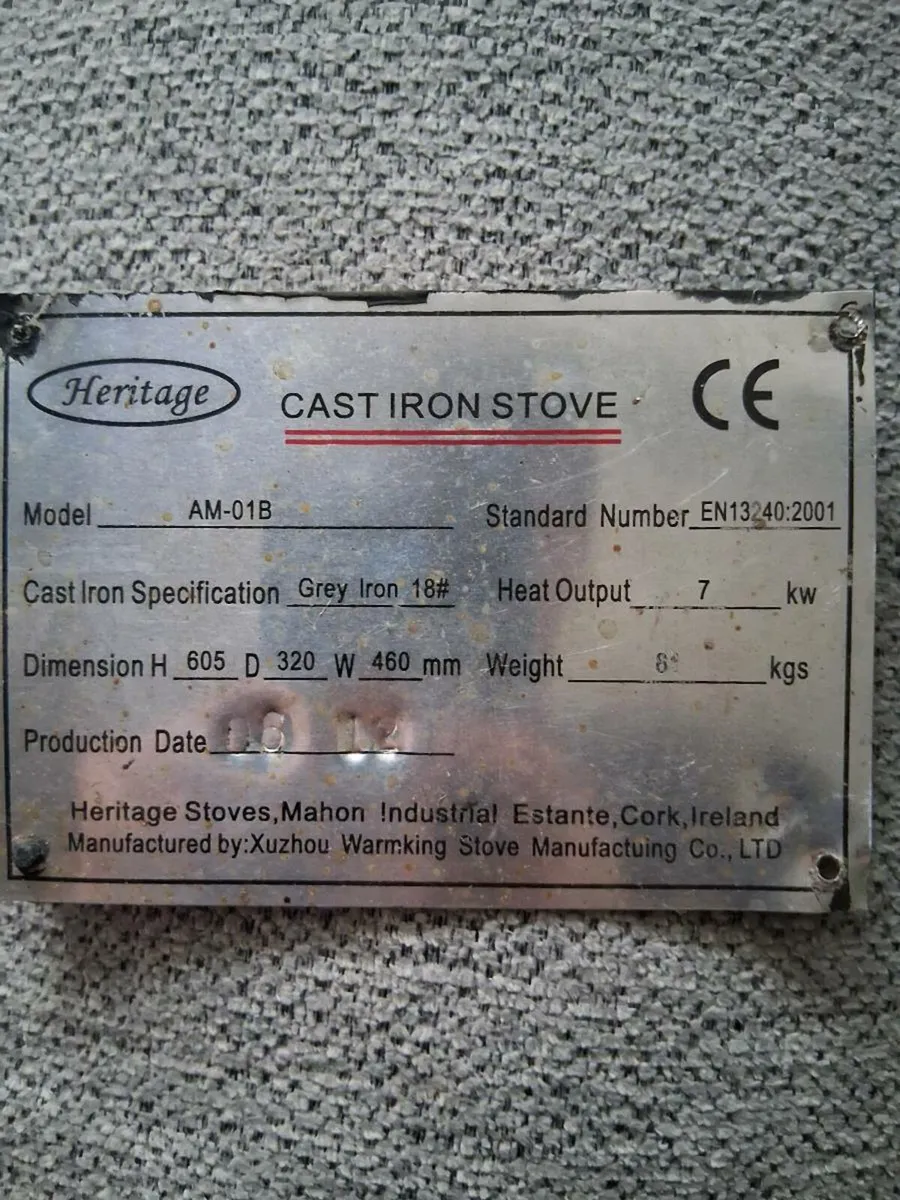 Heritage
CAST IRON STOVE
CE
Model AM-01B
Standard Number EN13240:2001
Cast Iron Specification Grey Iron 18#
Heat Output 7 kw
Dimension H 605 D 320 W 460 mm
Weight kgs
Production Date 12
Heritage Stoves,Mahon Industrial Estante,Cork,Ireland
Manufactured by:Xuzhou Warmking Stove Manufactuing Co., LTD